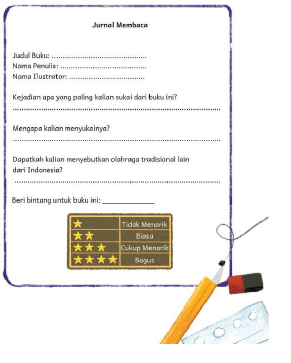 Jurnal Membaca
Judul Buku: ............................................
Nama Penulis: ........................................
Nama Ilustrator: ...................................
Kejadian apa yang paling kalian sukai dari buku ini?
................................................................................
Mengapa kalian menyukainya?
................................................................................
Dapatkah kalian menyebutkan olahraga tradisional lain
dari Indonesia?
................................................................................
Beri bintang untuk buku ini: ______________
Tidak Menarik
Biasa
Cukup Menarik
Bagus